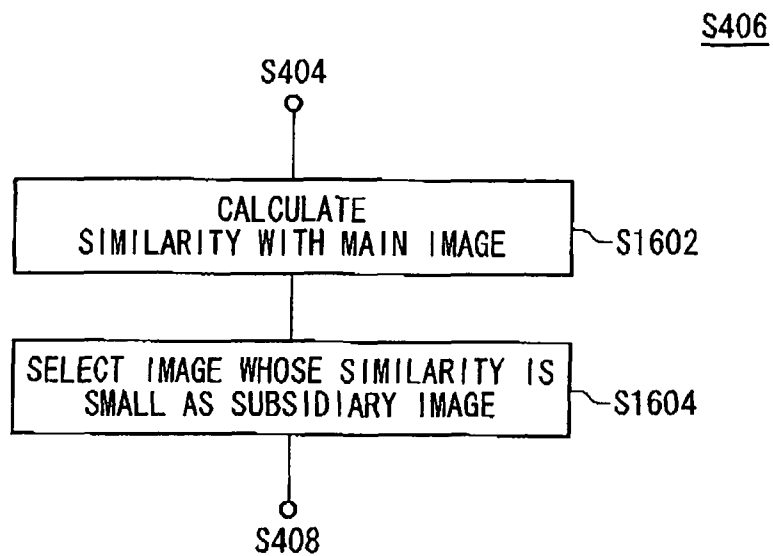 S406
S404
CALCULATE
SIMILARITY WITH MAIN IMAGE
S1602
SELECT IMAGE WHOSE SIMILARITY IS
SMALL AS SUBSIDIARY IMAGE
S1604
S408